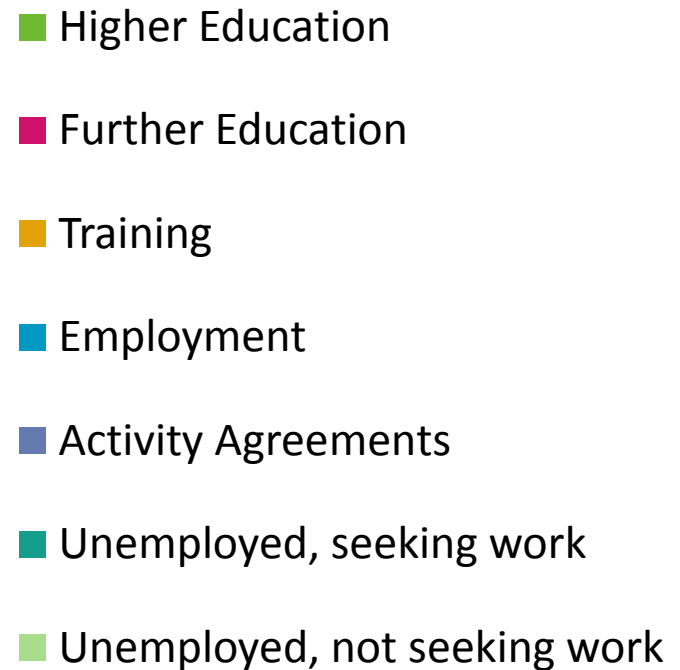 Higher Education
Further Education
Training
Employment
Activity Agreements
Unemployed, seeking work
Unemployed, not seeking work